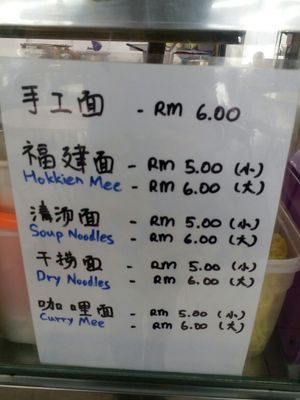 手工面 - RM 6.00
福建面 - RM 5.00 (小)
Hokkien Mee - RM 6.00 (大)
清汤面 - RM 5.00 (小)
Soup Noodles - RM 6.00 (大)
干捞面 - RM 5.00 (小)
Dry Noodles - RM 6.00 (大)
咖哩面 - RM 5.00 (小)
Curry Mee - RM 6.00 (大)